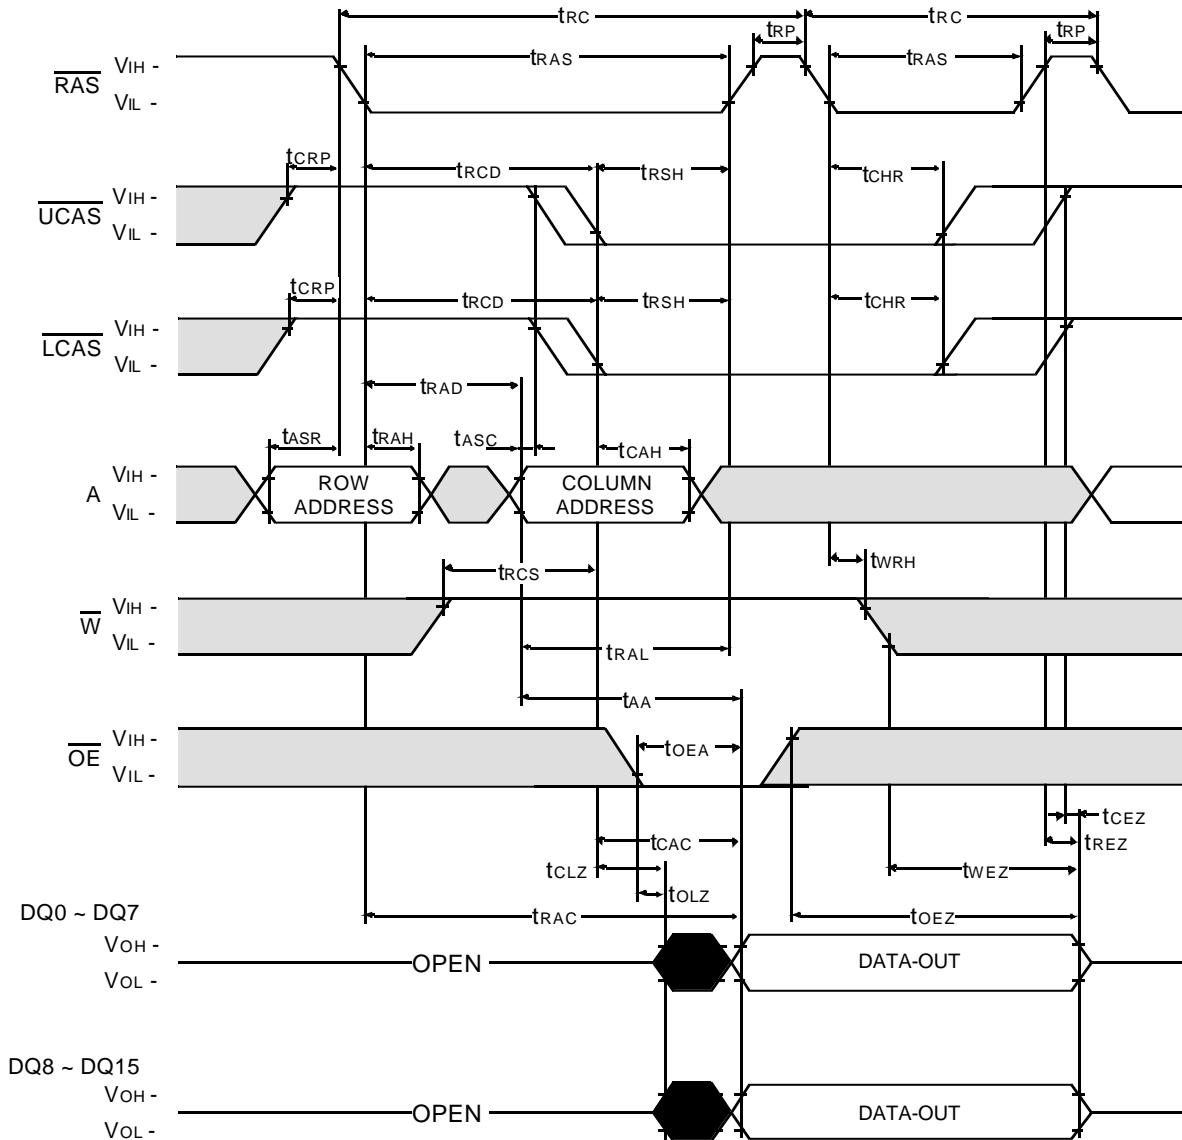 tRC tRC
tRP tRP
tRAS tRAS
RAS
VIH -
VIL -
tCRP tRCD tRSH tCHR
UCAS
VIH -
VIL -
tCRP tRCD tRSH tCHR
LCAS
VIH -
VIL -
tRAD
tASR tRAH tASC tCAH
A
VIH -
VIL -
ROW
ADDRESS
COLUMN
ADDRESS
tRCS tWRH
W
VIH -
VIL -
tRAL
tAA
OE
VIH -
VIL -
tOEA
tCEZ
tCAC tREZ
tCLZ tWEZ
tOLZ
DQ0 ~ DQ7
tRAC tOEZ
VOH -
VOL -
OPEN DATA-OUT
DQ8 ~ DQ15
VOH -
VOL -
OPEN DATA-OUT